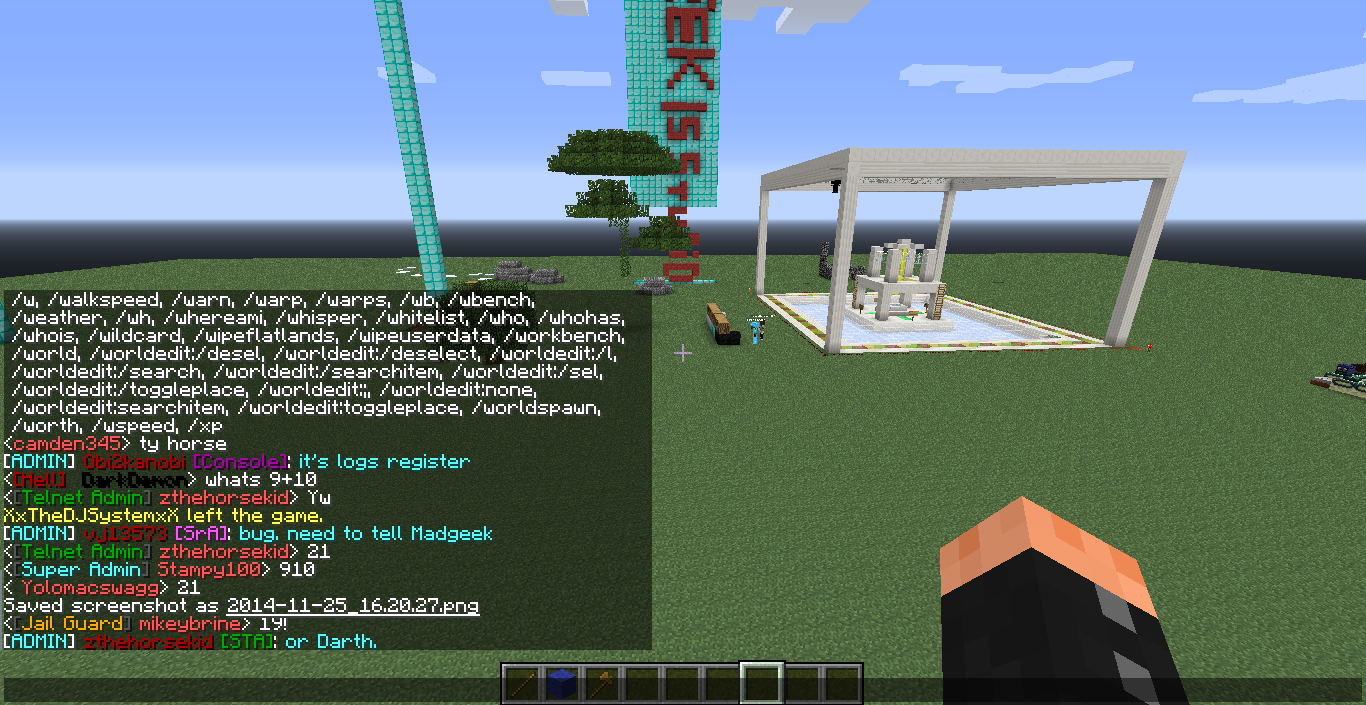 EEKISSTUPID
/w, /walkspeed, /warn, /warp, /warps, /wb, /wbench,
/weather, /wh, /whereami, /whisper, /whitelist, /who, /whohas,
/whois, /wildcard, /wipeflatlands, /wipeuserdata, /workbench,
/world, /worldedit:/desel, /worldedit:/deselect, /worldedit:/l,
/worldedit:/search, /worldedit:/searchitem, /worldedit:/sel,
/worldedit:/toggleplace, /worldedit:;, /worldedit:none,
/worldedit:searchitem, /worldedit:toggleplace, /worldspawn,
/worth, /wspeed, /xp
<camden345> ty horse
[ADMIN] 0bi2kanobi [Console]: it's logs register
<[Hell] DarkDamon> whats 9+10
<[Telnet Admin] zthehorsekid> Yw
XxTheDJSystemxX left the game.
[ADMIN] vj13573 [SrA]: bug. need to tell Madgeek
<[Telnet Admin] zthehorsekid> 21
<[Super Admin] Stampy100> 910
< Yolomacswagg> 21
Saved screenshot as 2014-11-25_16.20.27.png
<[Jail Guard] mikeybrine> 19!
[ADMIN] zthehorsekid [STA]: or Darth.